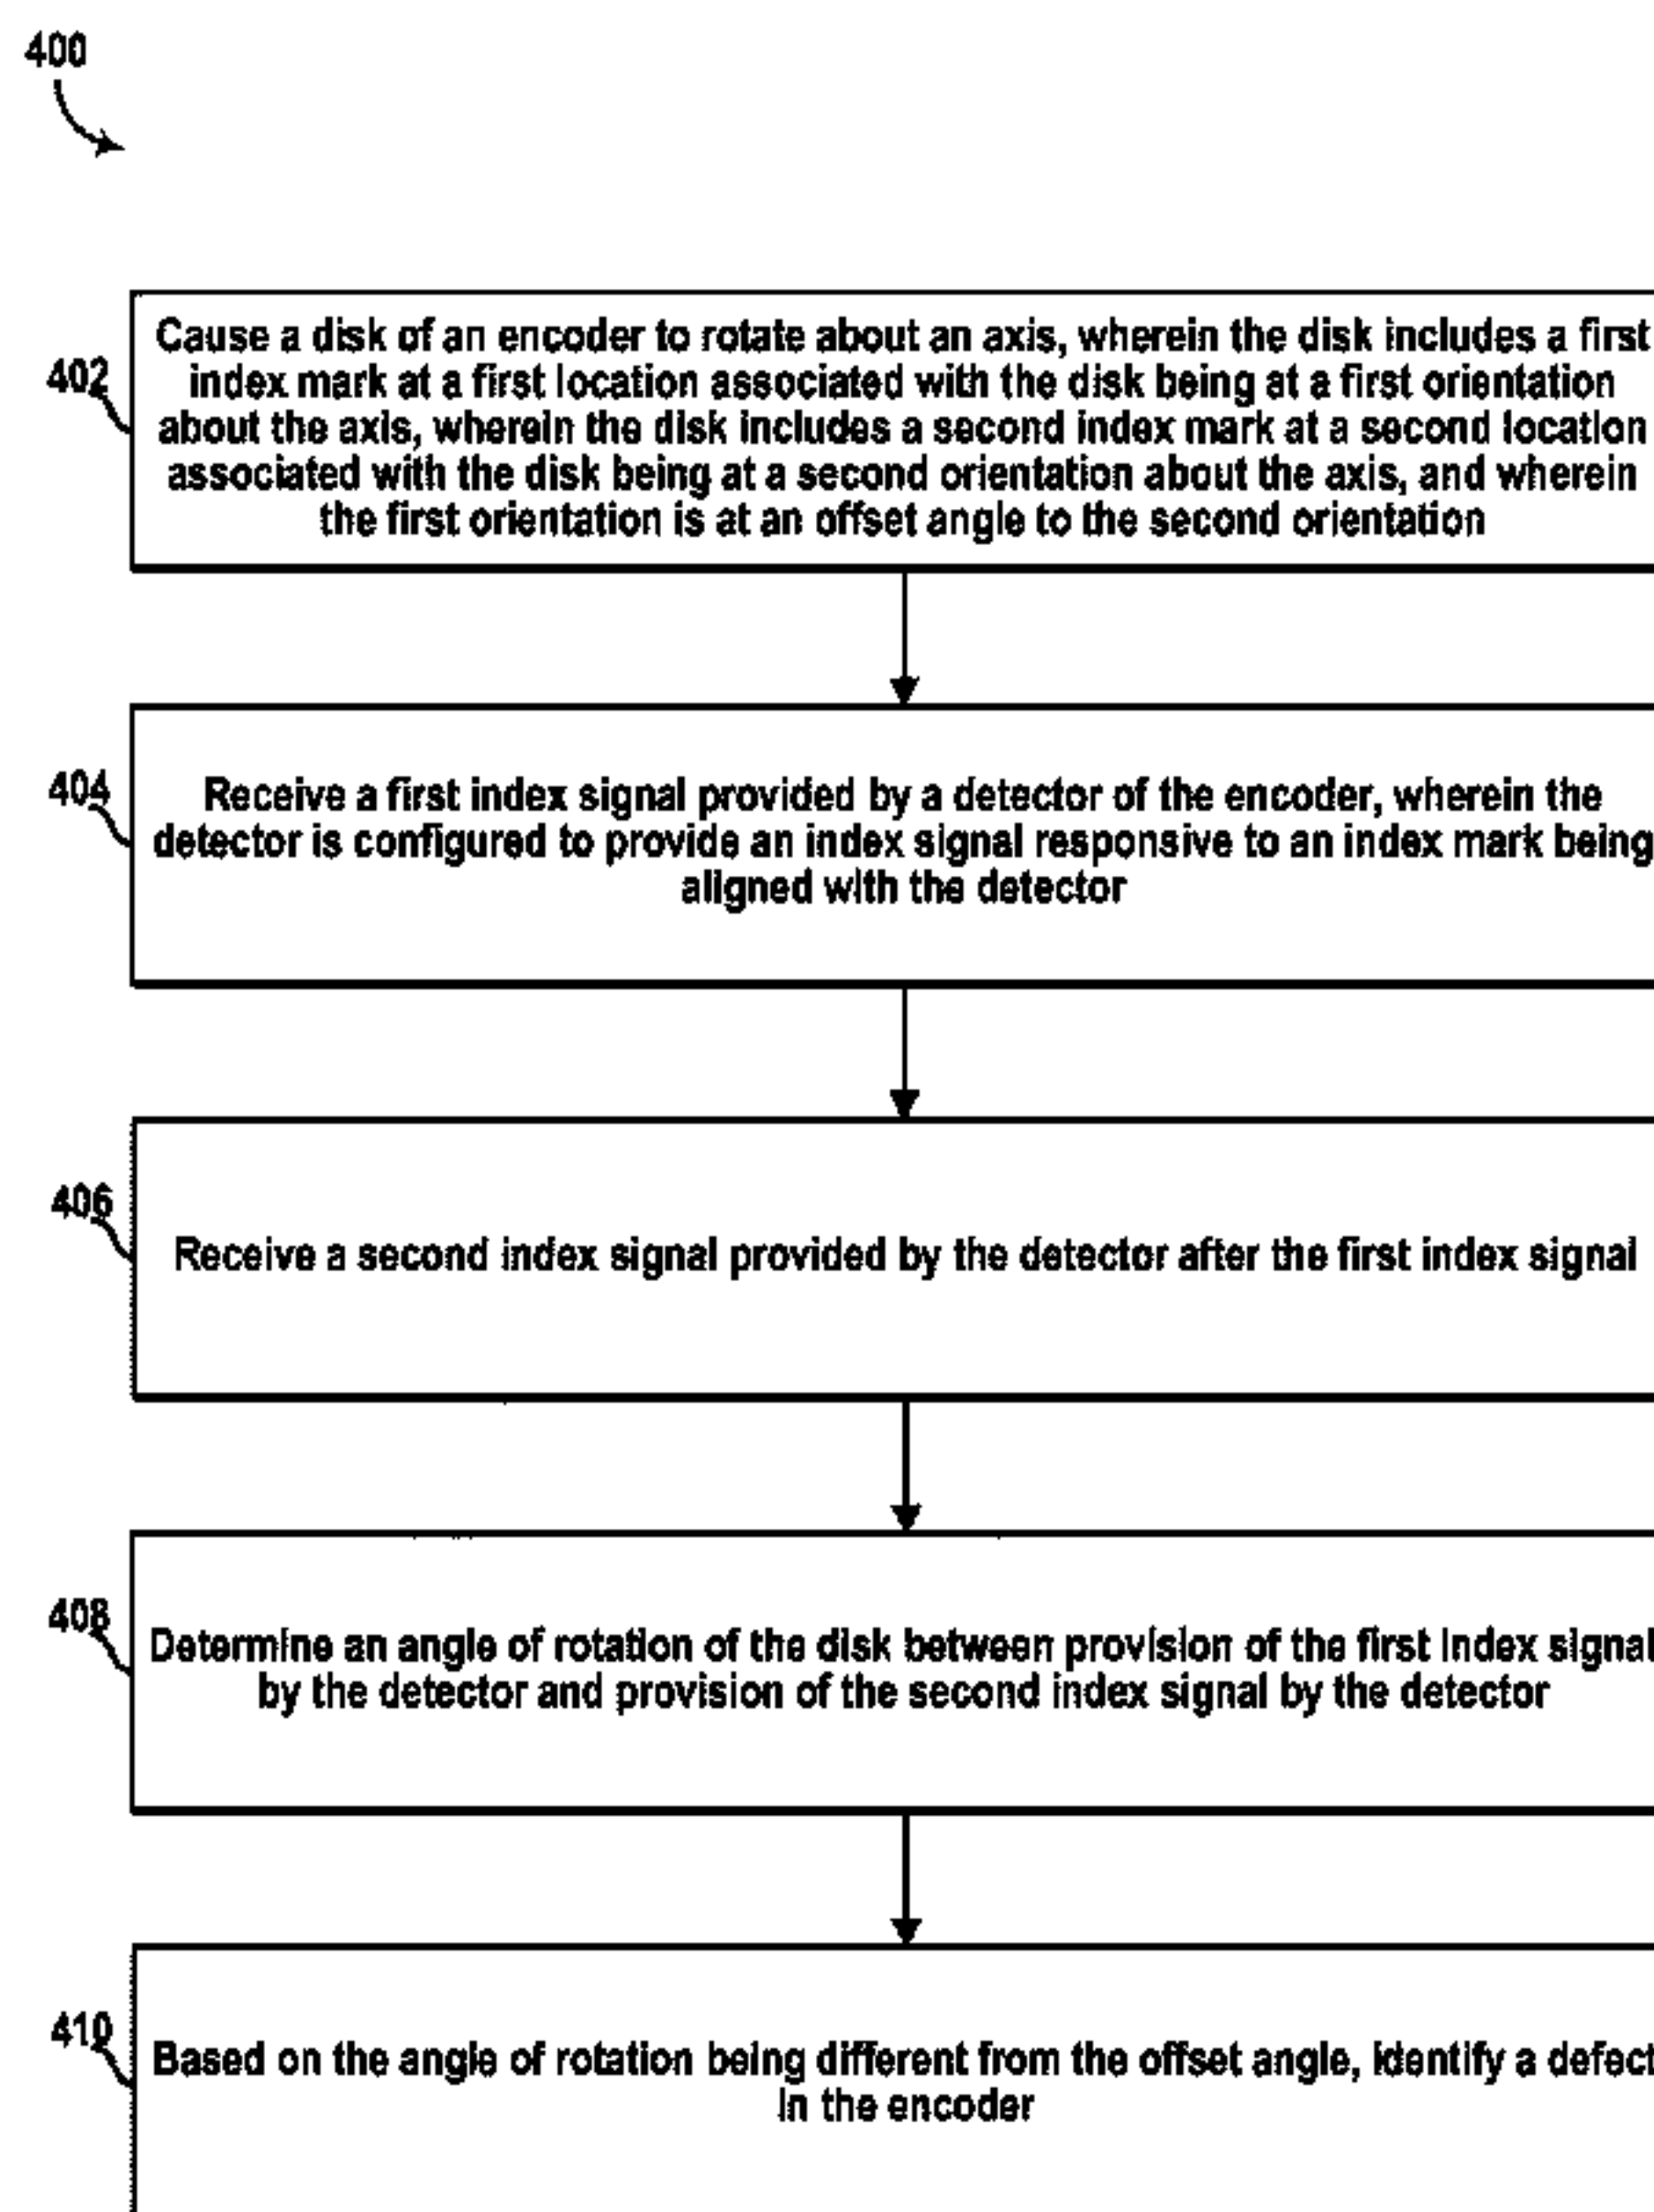 400
402
Cause a disk of an encoder to rotate about an axis, wherein the disk includes a first
index mark at a first location associated with the disk being at a first orientation
about the axis, wherein the disk includes a second index mark at a second location
associated with the disk being at a second orientation about the axis, and wherein
the first orientation is at an offset angle to the second orientation
404
Receive a first index signal provided by a detector of the encoder, wherein the
detector is configured to provide an index signal responsive to an index mark being
aligned with the detector
406
Receive a second index signal provided by the detector after the first index signal
408
Determine an angle of rotation of the disk between provision of the first index signal
by the detector and provision of the second index signal by the detector
410
Based on the angle of rotation being different from the offset angle, identify a defect
in the encoder